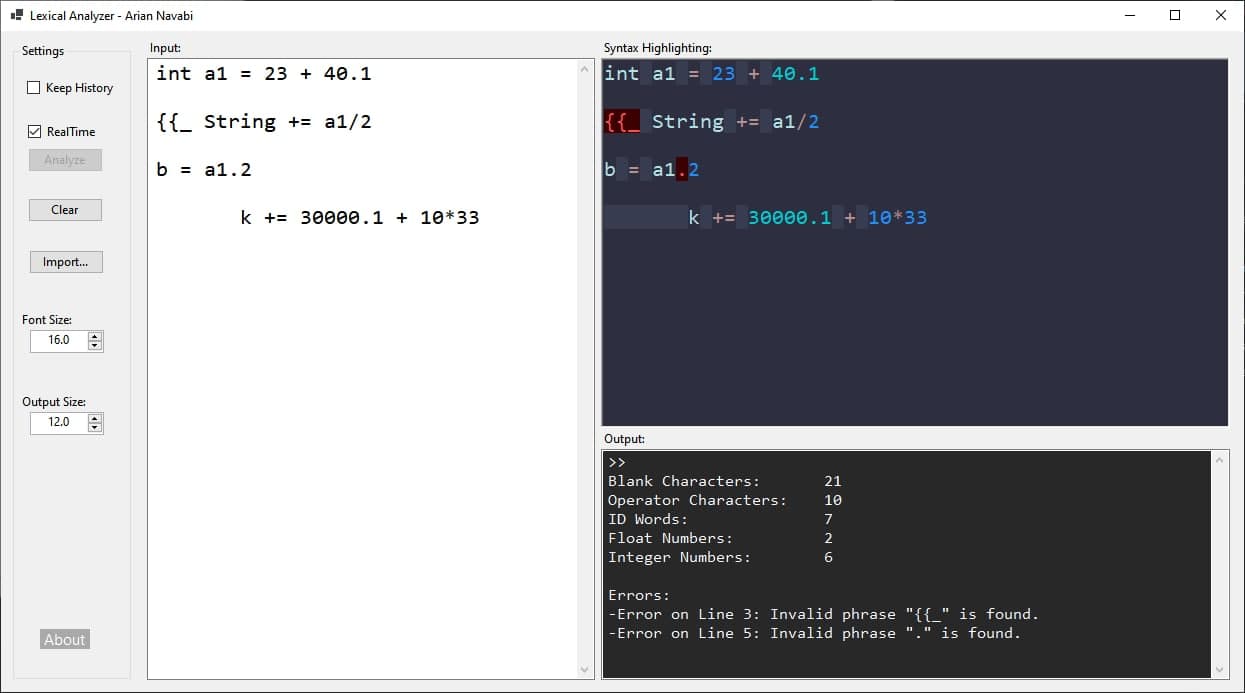 Lexical Analyzer - Arian Navabi
Settings
Keep History
RealTime
Analyze
Clear
Import...
Font Size:
16.0
Output Size:
12.0
About
Input:
int a1 = 23 + 40.1
{{_ String += a1/2
b = a1.2
k += 30000.1 + 10*33
Syntax Highlighting:
int a1 = 23 + 40.1
{{_ String += a1/2
b = a1.2
k += 30000.1 + 10*33
Output:
>>
Blank Characters: 21
Operator Characters: 10
ID Words: 7
Float Numbers: 2
Integer Numbers: 6
Errors:
-Error on Line 3: Invalid phrase "{{_" is found.
-Error on Line 5: Invalid phrase "." is found.